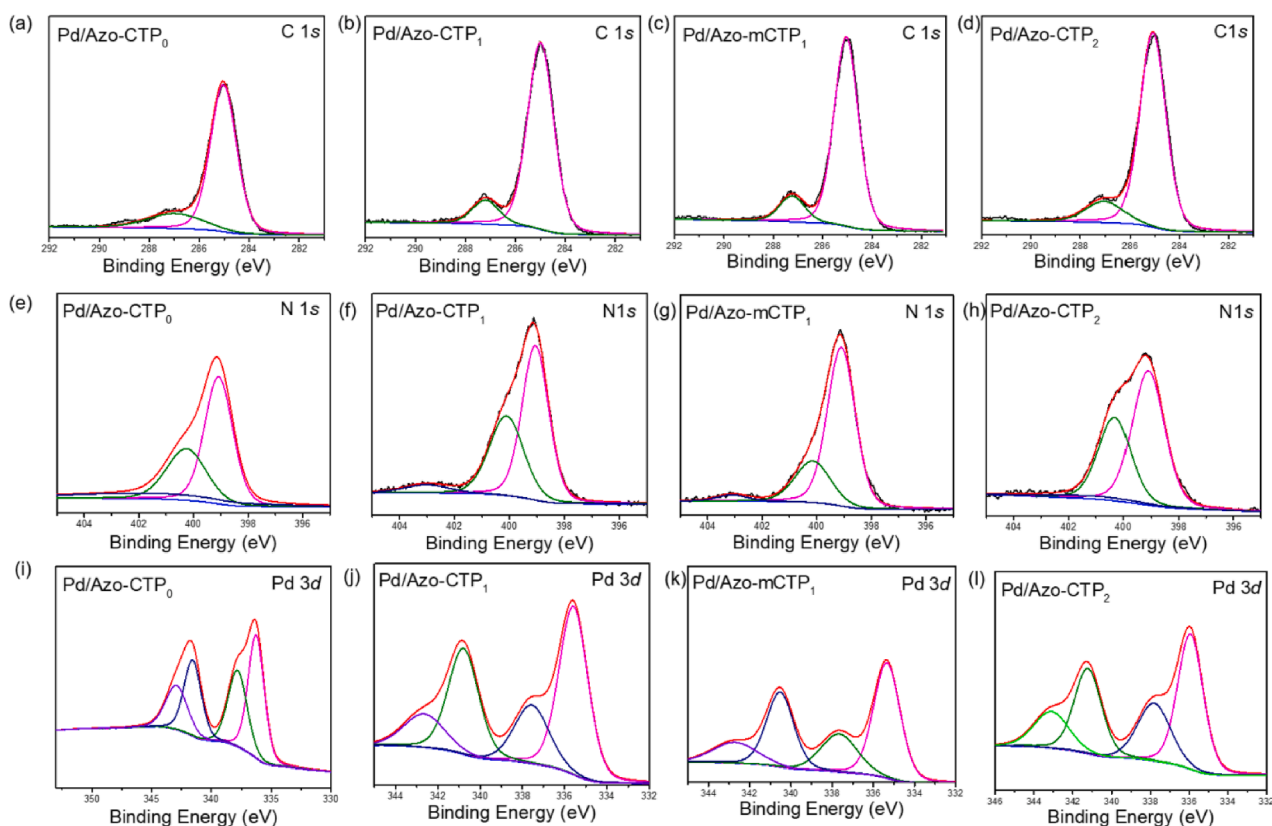 (a) Pd/Azo-CTP₀ C 1s
292 290 288 286 284 282
Binding Energy (eV)
(b) Pd/Azo-CTP₁ C 1s
292 290 288 286 284 282
Binding Energy (eV)
(c) Pd/Azo-mCTP₁ C 1s
292 290 288 286 284 282
Binding Energy (eV)
(d) Pd/Azo-CTP₂ C1s
292 290 288 286 284 282
Binding Energy (eV)
(e) Pd/Azo-CTP₀ N 1s
404 402 400 398 396
Binding Energy (eV)
(f) Pd/Azo-CTP₁ N1s
404 402 400 398 396
Binding Energy (eV)
(g) Pd/Azo-mCTP₁ N 1s
404 402 400 398 396
Binding Energy (eV)
(h) Pd/Azo-CTP₂ N1s
404 402 400 398 396
Binding Energy (eV)
(i) Pd/Azo-CTP₀ Pd 3d
350 345 340 335 330
Binding Energy (eV)
(j) Pd/Azo-CTP₁ Pd 3d
344 342 340 338 336 334 332
Binding Energy (eV)
(k) Pd/Azo-mCTP₁ Pd 3d
344 342 340 338 336 334 332
Binding Energy (eV)
(l) Pd/Azo-CTP₂ Pd 3d
346 344 342 340 338 336 334 332
Binding Energy (eV)